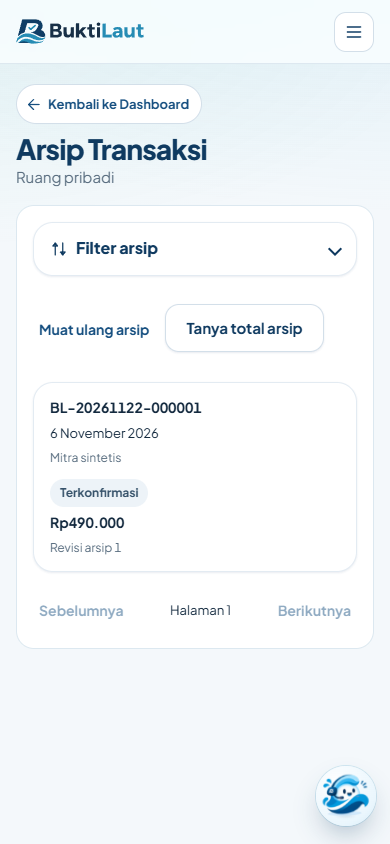 BuktiLaut
Kembali ke Dashboard
Arsip Transaksi
Ruang pribadi
Filter arsip
Muat ulang arsip
Tanya total arsip
BL-20261122-000001
6 November 2026
Mitra sintetis
Terkonfirmasi
Rp490.000
Revisi arsip 1
Sebelumnya
Halaman 1
Berikutnya